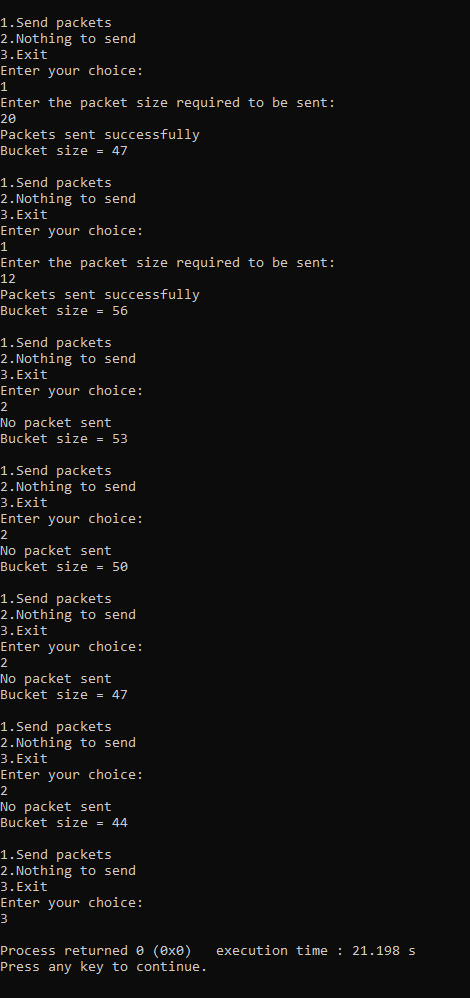 1.Send packets
2.Nothing to send
3.Exit
Enter your choice:
1
Enter the packet size required to be sent:
20
Packets sent successfully
Bucket size = 47
1.Send packets
2.Nothing to send
3.Exit
Enter your choice:
1
Enter the packet size required to be sent:
12
Packets sent successfully
Bucket size = 56
1.Send packets
2.Nothing to send
3.Exit
Enter your choice:
2
No packet sent
Bucket size = 53
1.Send packets
2.Nothing to send
3.Exit
Enter your choice:
2
No packet sent
Bucket size = 50
1.Send packets
2.Nothing to send
3.Exit
Enter your choice:
2
No packet sent
Bucket size = 47
1.Send packets
2.Nothing to send
3.Exit
Enter your choice:
2
No packet sent
Bucket size = 44
1.Send packets
2.Nothing to send
3.Exit
Enter your choice:
3
Process returned 0 (0x0)   execution time : 21.198 s
Press any key to continue.